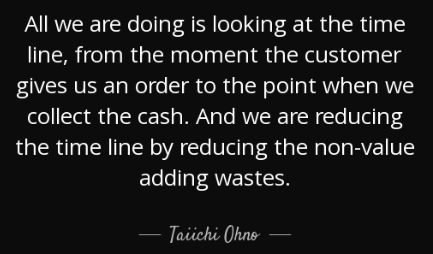 All we are doing is looking at the time
line, from the moment the customer
gives us an order to the point when we
collect the cash. And we are reducing
the time line by reducing the non-value
adding wastes.
— Taiichi Ohno —